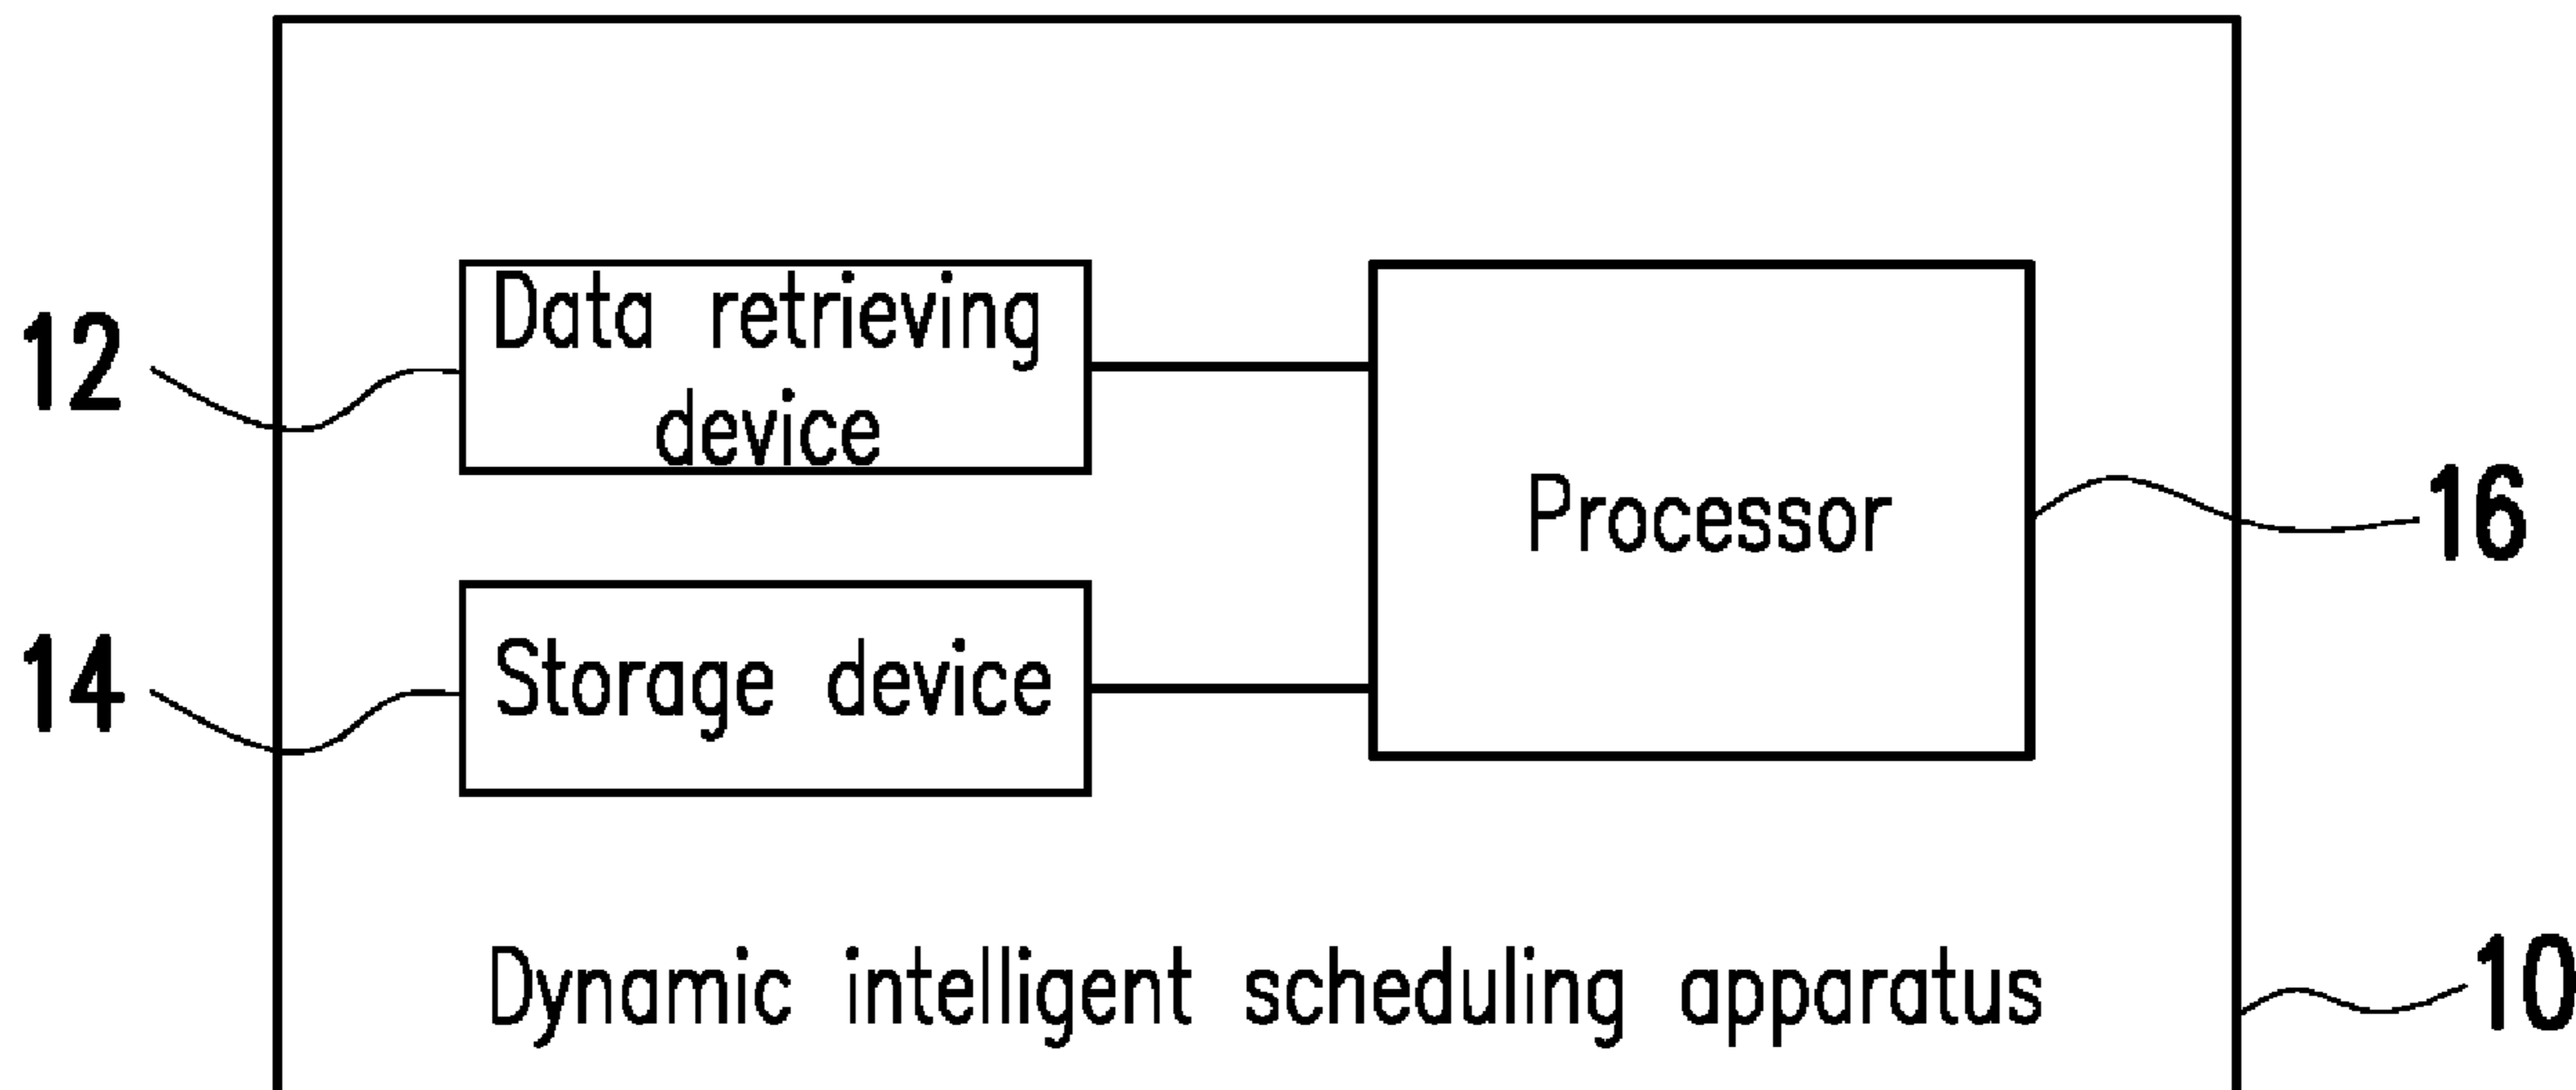 12
Data retrieving
device
Processor
16
14
Storage device
Dynamic intelligent scheduling apparatus
10